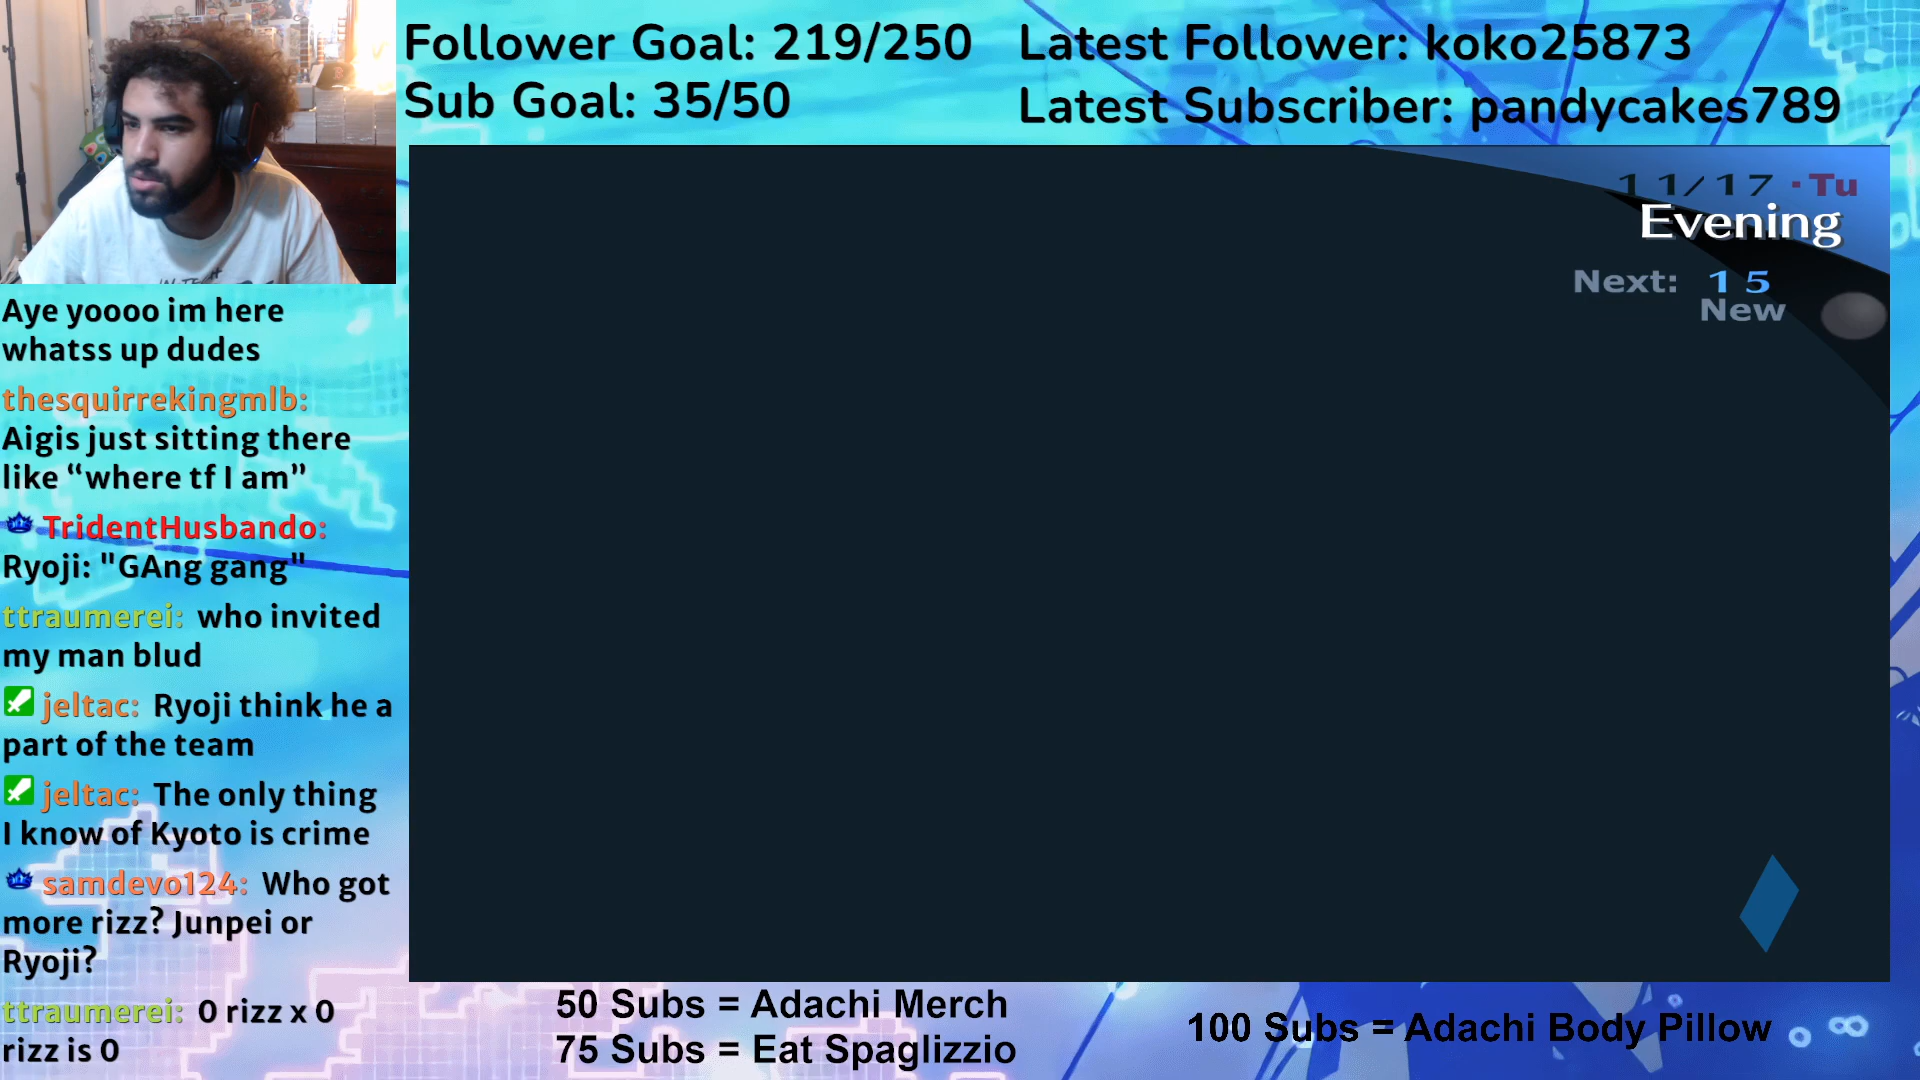 Follower Goal: 219/250
Sub Goal: 35/50
Latest Follower: koko25873
Latest Subscriber: pandycakes789
11/17 · Tu
Evening
Next: 15
New
Aye yoooo im here
whatss up dudes
thesquirrekingmlb:
Aigis just sitting there
like “where tf I am”
TridentHusbando:
Ryoji: "GAng gang"
ttraumerei: who invited
my man blud
jeltac: Ryoji think he a
part of the team
jeltac: The only thing
I know of Kyoto is crime
samdevo124: Who got
more rizz? Junpei or
Ryoji?
ttraumerei: 0 rizz x 0
rizz is 0
50 Subs = Adachi Merch
75 Subs = Eat Spaglizzio
100 Subs = Adachi Body Pillow